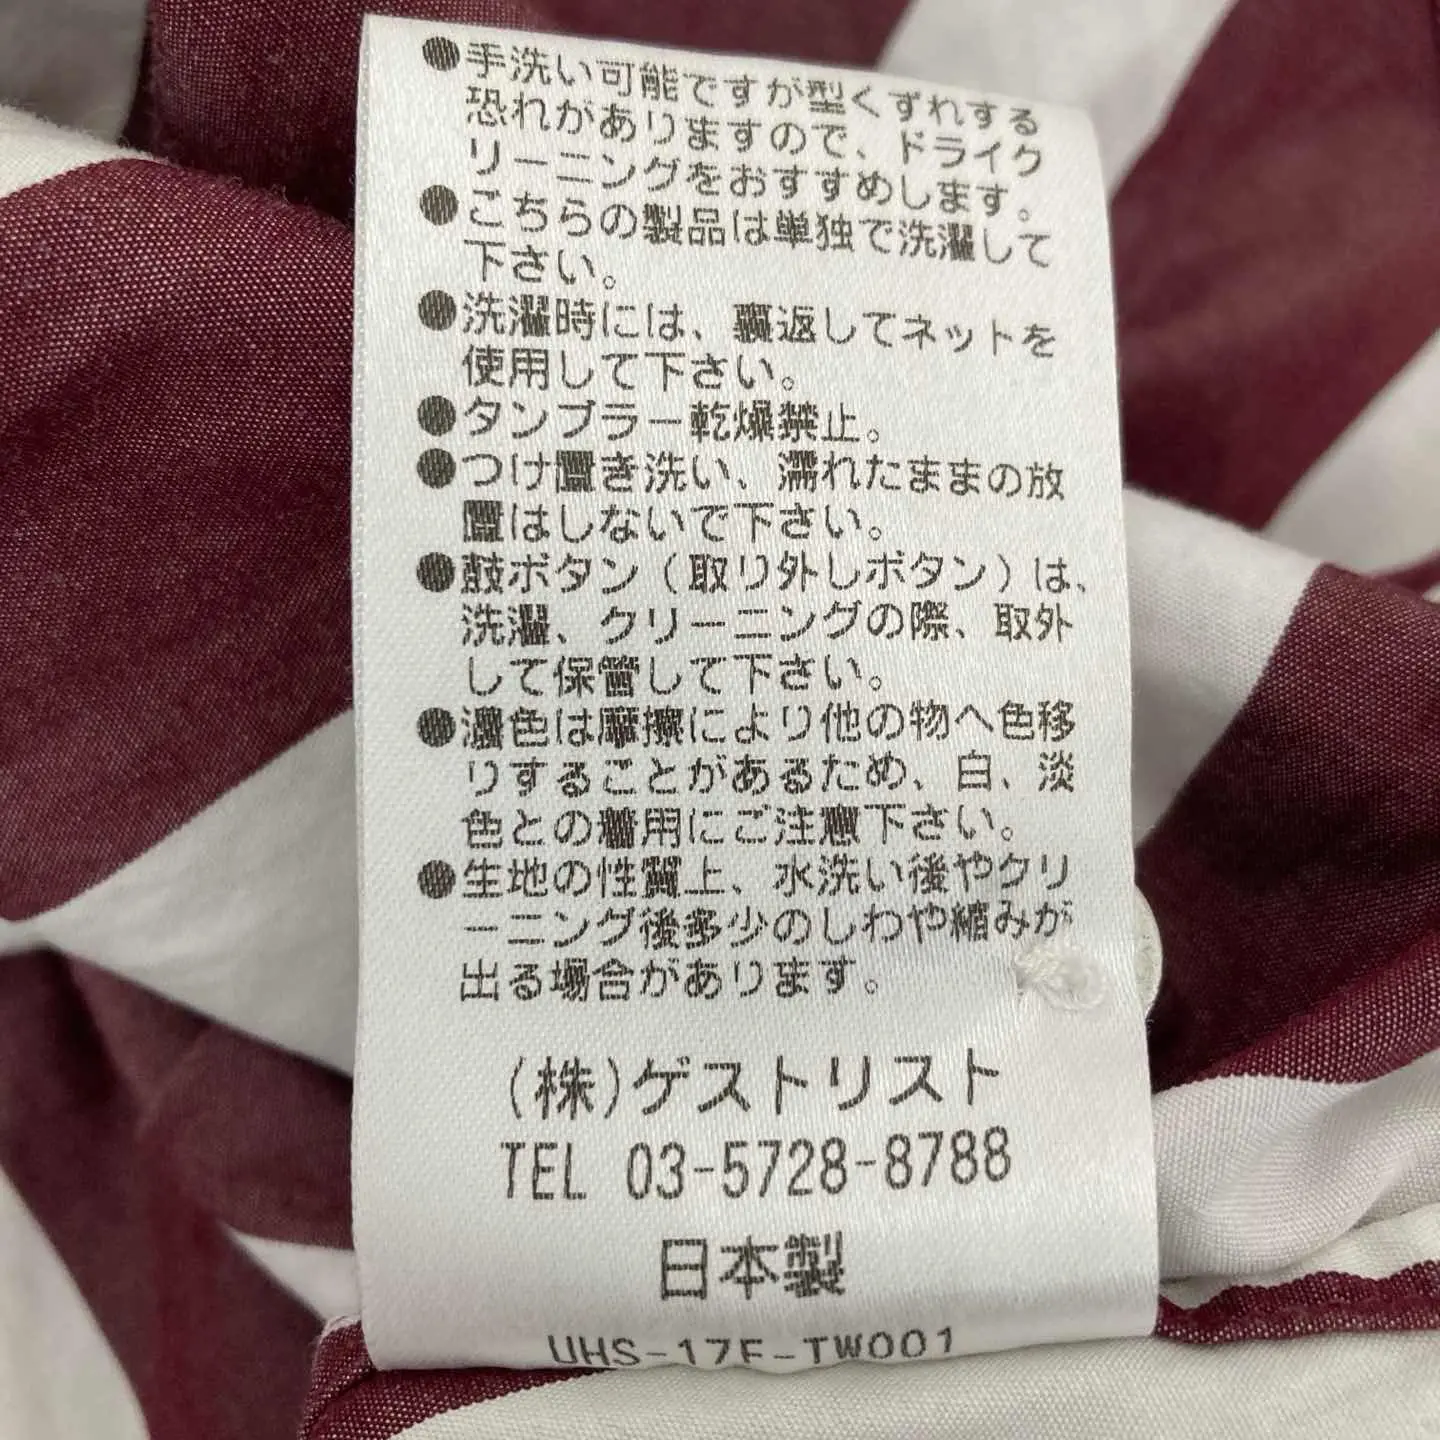 ●手洗い可能ですが型くずれする
恐れがありますので、ドライク
リーニングをおすすめします。
●こちらの製品は単独で洗濯して
下さい。
●洗濯時には、裏返してネットを
使用して下さい。
●タンブラー乾燥禁止。
●つけ置き洗い、濡れたままの放
置はしないで下さい。
●鼓ボタン(取り外しボタン)は、
洗濯、クリーニングの際、取外
して保管して下さい。
●濃色は摩擦により他の物へ色移
りすることがあるため、白、淡
色との着用にご注意下さい。
●生地の性質上、水洗い後やクリ
ーニング後多少のしわや縮みが
出る場合があります。
(株)ゲストリスト
TEL 03-5728-8788
日本製
UHS-17F-TW001